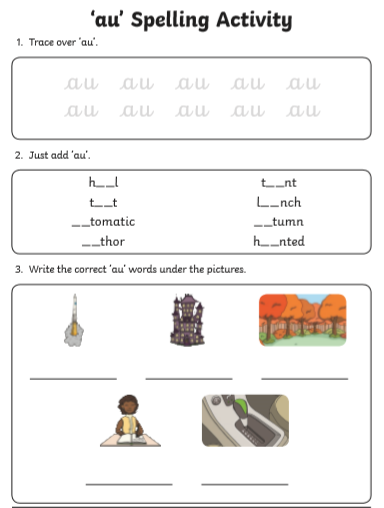 'au' Spelling Activity
1. Trace over 'au'.
au au au au au
au au au au au
2. Just add 'au'.
h__l t__nt
t__t l__nch
__tomatic __tumn
__thor h__nted
3. Write the correct 'au' words under the pictures.